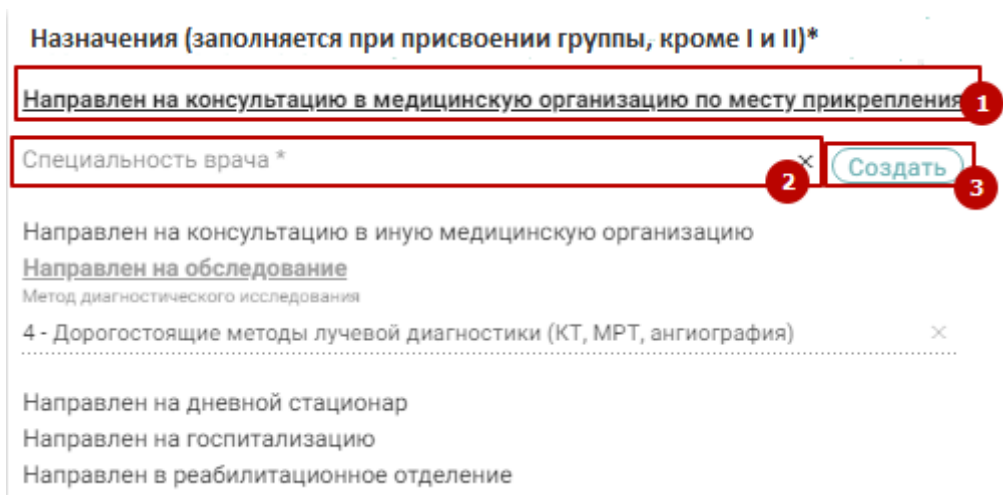 Назначения (заполняется при присвоении группы, кроме I и II)*
Направлен на консультацию в медицинскую организацию по месту прикрепления 1
Специальность врача * × 2 Создать 3
Направлен на консультацию в иную медицинскую организацию
Направлен на обследование
Метод диагностического исследования
4 - Дорогостоящие методы лучевой диагностики (КТ, МРТ, ангиография) ×
Направлен на дневной стационар
Направлен на госпитализацию
Направлен в реабилитационное отделение